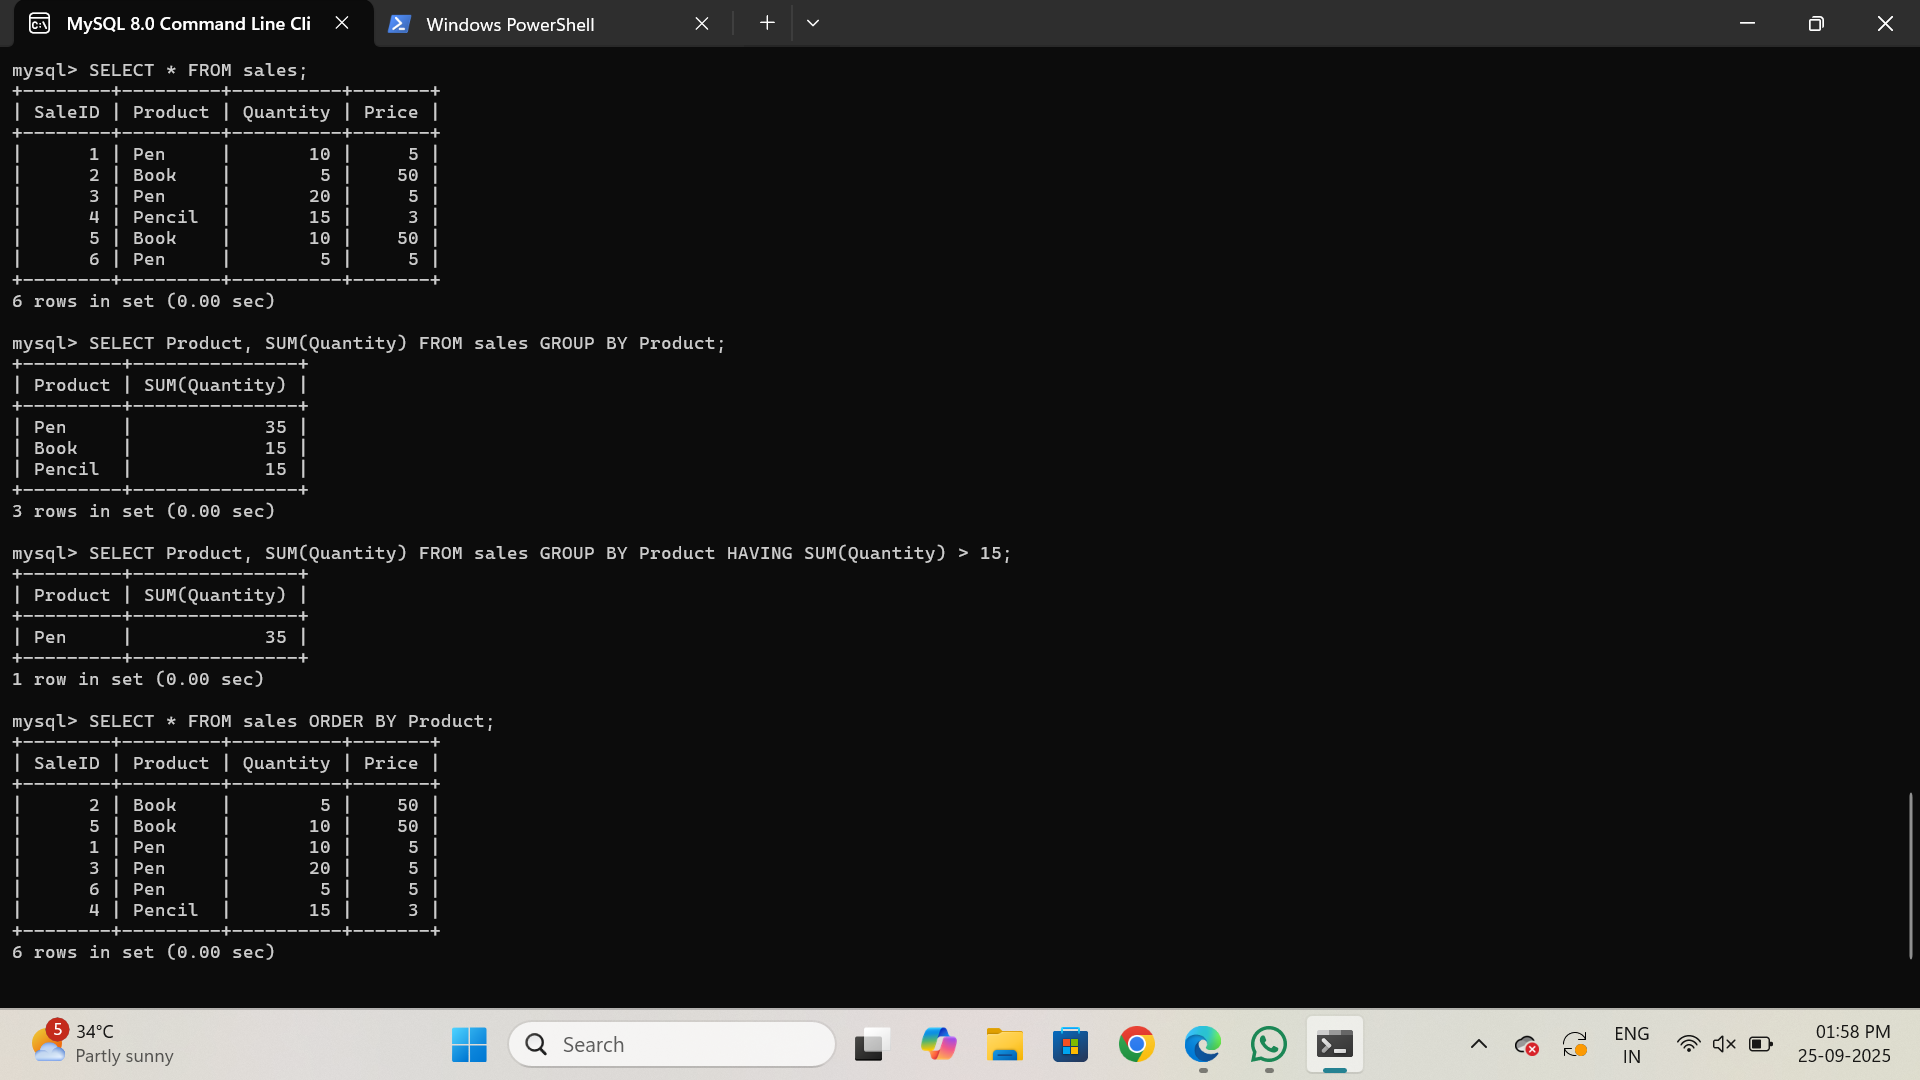 MySQL 8.0 Command Line Cli
Windows PowerShell
mysql> SELECT * FROM sales;
+--------+---------+----------+-------+
| SaleID | Product | Quantity | Price |
+--------+---------+----------+-------+
|      1 | Pen     |       10 |     5 |
|      2 | Book    |        5 |    50 |
|      3 | Pen     |       20 |     5 |
|      4 | Pencil  |       15 |     3 |
|      5 | Book    |       10 |    50 |
|      6 | Pen     |        5 |     5 |
+--------+---------+----------+-------+
6 rows in set (0.00 sec)
mysql> SELECT Product, SUM(Quantity) FROM sales GROUP BY Product;
+---------+---------------+
| Product | SUM(Quantity) |
+---------+---------------+
| Pen     |            35 |
| Book    |            15 |
| Pencil  |            15 |
+---------+---------------+
3 rows in set (0.00 sec)
mysql> SELECT Product, SUM(Quantity) FROM sales GROUP BY Product HAVING SUM(Quantity) > 15;
+---------+---------------+
| Product | SUM(Quantity) |
+---------+---------------+
| Pen     |            35 |
+---------+---------------+
1 row in set (0.00 sec)
mysql> SELECT * FROM sales ORDER BY Product;
+--------+---------+----------+-------+
| SaleID | Product | Quantity | Price |
+--------+---------+----------+-------+
|      2 | Book    |        5 |    50 |
|      5 | Book    |       10 |    50 |
|      1 | Pen     |       10 |     5 |
|      3 | Pen     |       20 |     5 |
|      6 | Pen     |        5 |     5 |
|      4 | Pencil  |       15 |     3 |
+--------+---------+----------+-------+
6 rows in set (0.00 sec)
5
34°C
Partly sunny
Search
ENG
IN
01:58 PM
25-09-2025